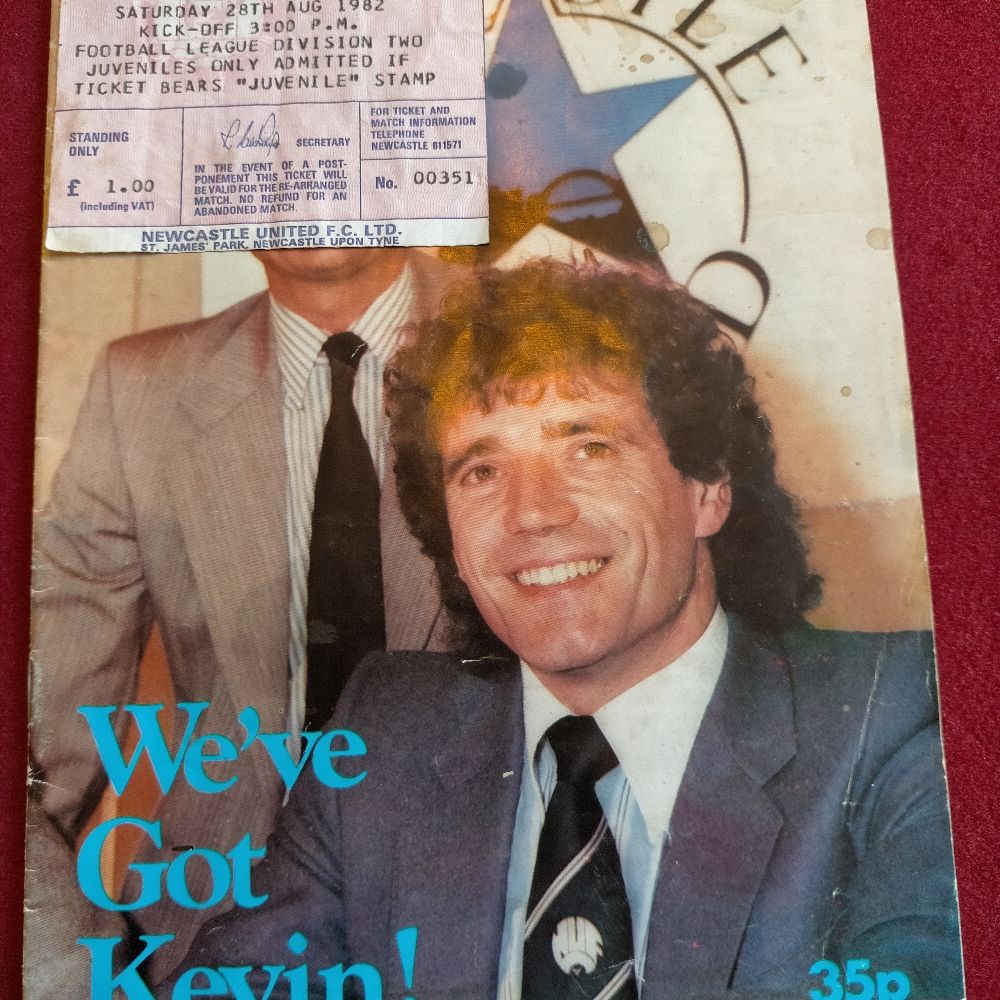 SATURDAY 28TH AUG 1982
KICK-OFF 3:00 P.M.
FOOTBALL LEAGUE DIVISION TWO
JUVENILES ONLY ADMITTED IF
TICKET BEARS "JUVENILE" STAMP
STANDING
ONLY
£ 1.00
(including VAT)
SECRETARY
IN THE EVENT OF A POST-
PONEMENT THIS TICKET WILL
BE VALID FOR THE RE-ARRANGED
MATCH. NO REFUND FOR AN
ABANDONED MATCH.
FOR TICKET AND
MATCH INFORMATION
TELEPHONE
NEWCASTLE 611571
No. 00351
NEWCASTLE UNITED F.C. LTD.
ST. JAMES' PARK, NEWCASTLE UPON TYNE
We've
Got
Kevin!
NUFC
35p